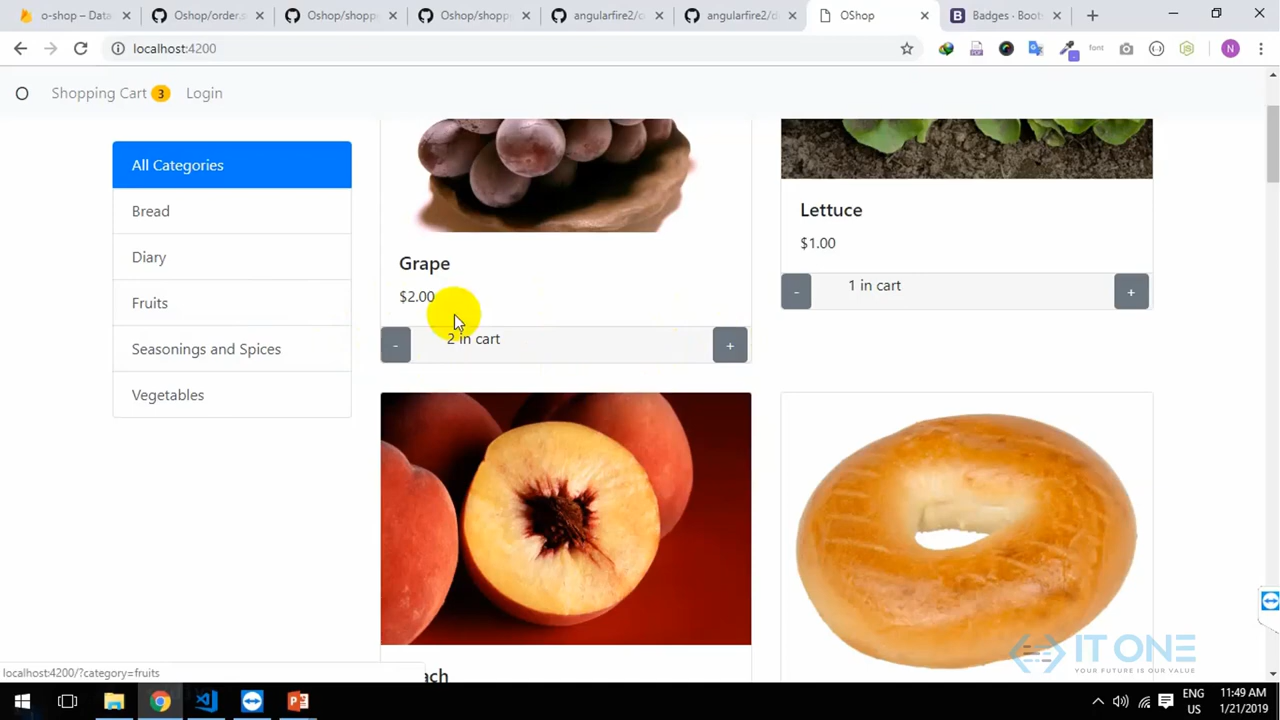 o-shop – Data
Oshop/order.s
Oshop/shopp
Oshop/shopp
angularfire2/c
angularfire2/d
OShop
Badges · Boots
localhost:4200
font
N
Shopping Cart 3 Login
All Categories
Bread
Diary
Fruits
Seasonings and Spices
Vegetables
Grape
$2.00
- 2 in cart +
Lettuce
$1.00
- 1 in cart +
ach
IT ONE
YOUR FUTURE IS OUR VALUE
localhost:4200/?category=fruits
ENG
US
11:49 AM
1/21/2019